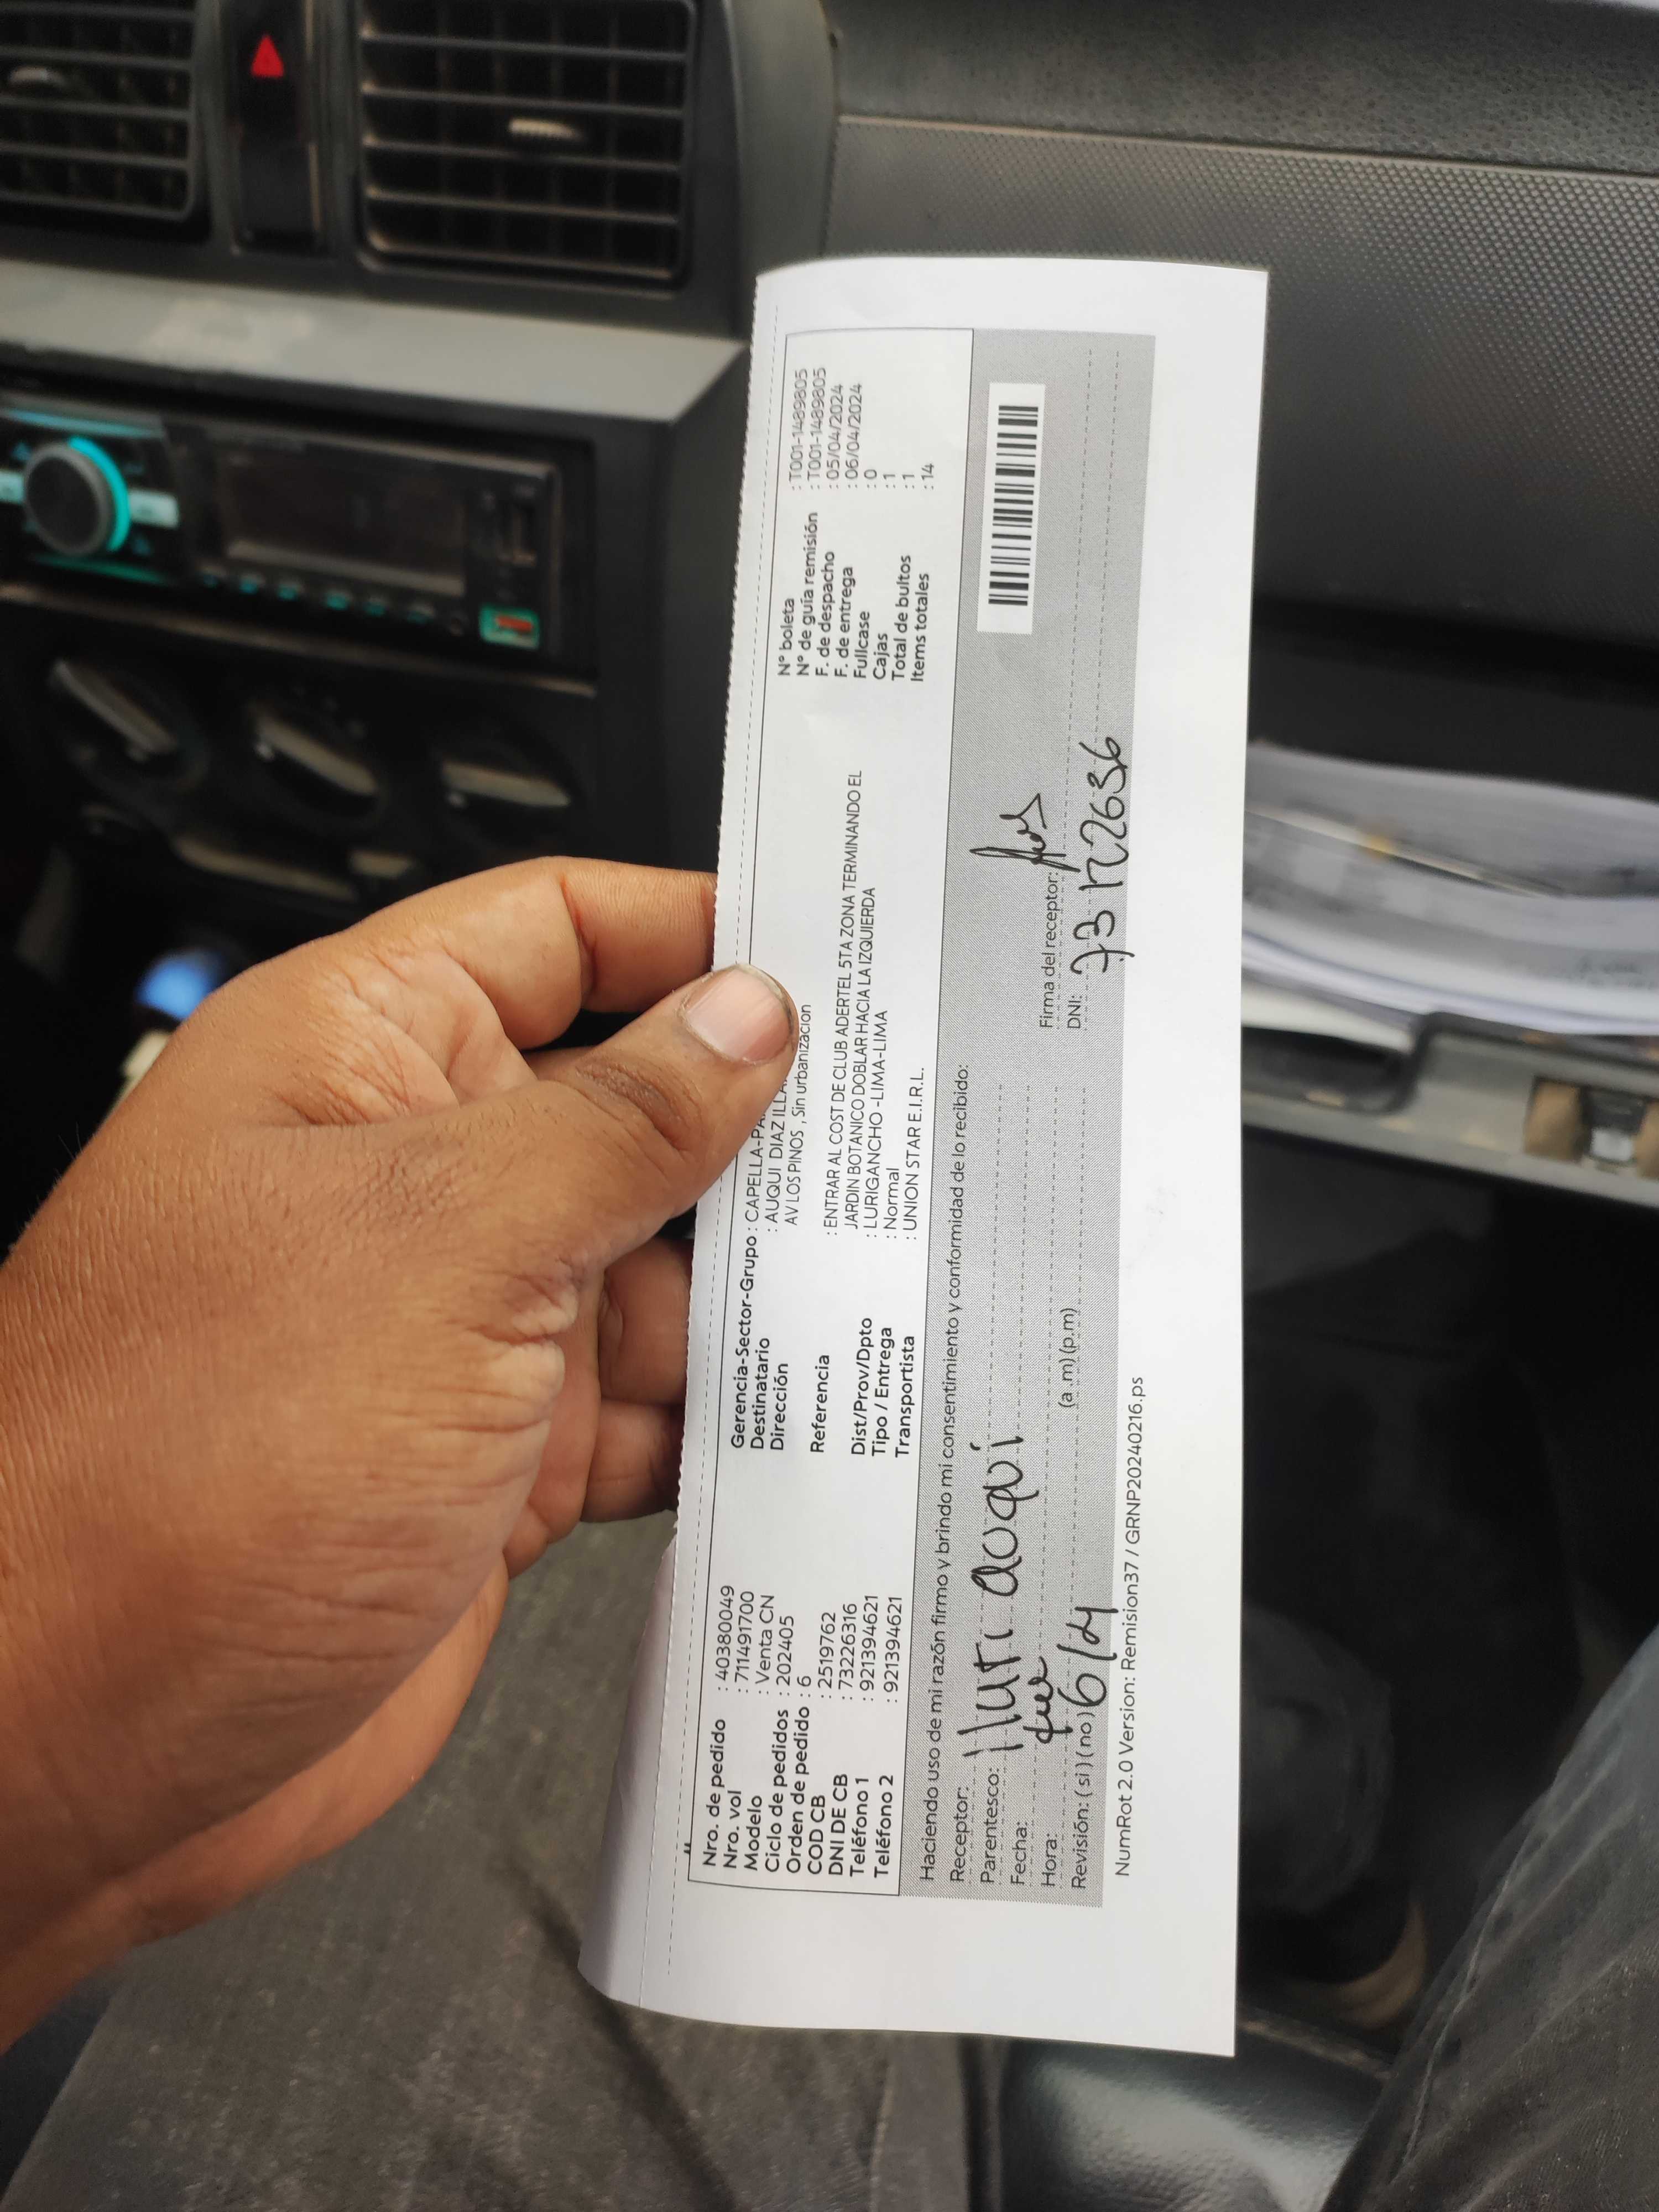 Nro. de pedido : 40380049
Nro. vol : 711491700
Modelo : Venta CN
Ciclo de pedidos : 202405
Orden de pedido : 6
COD CB : 2519762
DNI DE CB : 73226316
Teléfono 1 : 921394621
Teléfono 2 : 921394621
Gerencia-Sector-Grupo : CAPELLA-
Destinatario : AUQUI DIAZ
Dirección AV LOS PINOS , Sin urbanizacion
Referencia : ENTRAR AL COST DE CLUB ADERTEL 5TA ZONA TERMINANDO EL
JARDIN BOTANICO DOBLAR HACIA LA IZQUIERDA
Dist/Prov/Dpto : LURIGANCHO -LIMA-LIMA
Tipo / Entrega : Normal
Transportista : UNION STAR E.I.R.L.
N° boleta : T001-1489805
N° de guía remisión : T001-1489805
F. de despacho : 05/04/2024
F. de entrega : 06/04/2024
Fullcase : 0
Cajas : 1
Total de bultos : 1
Items totales : 14
Haciendo uso de mi razón firmo y brindo mi consentimiento y conformidad de lo recibido:
Receptor:
Parentesco: auqui
Fecha:
Hora: (a .m) (p.m)
Revisión: ( si ) ( no ) 6/24
Firma del receptor:
DNI:
NumRot 2.0 Version: Remision37 / GRNP20240216.ps